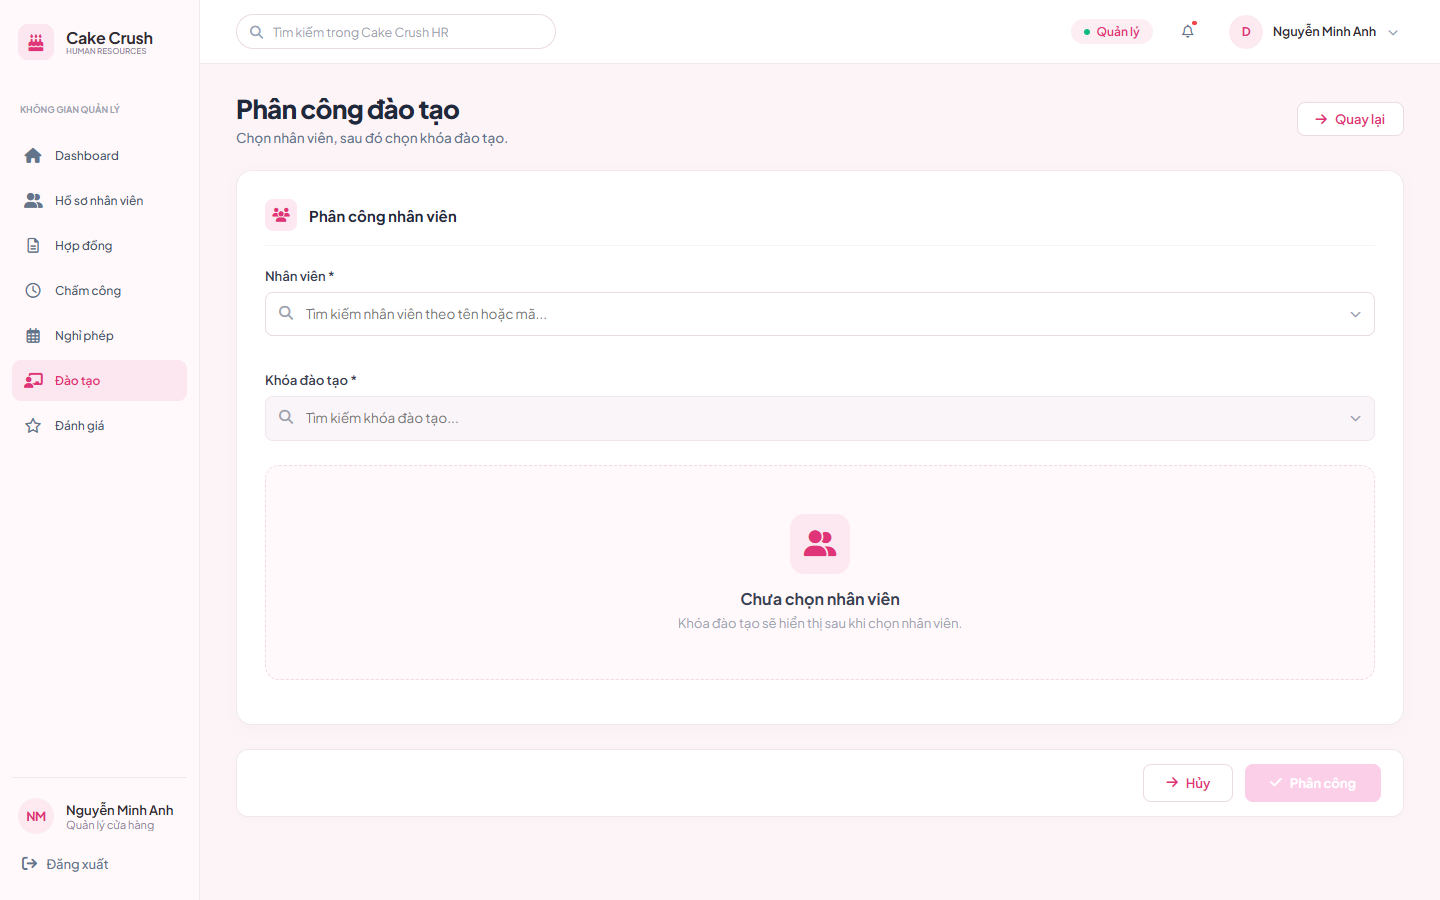 Cake Crush
HUMAN RESOURCES
KHÔNG GIAN QUẢN LÝ
Dashboard
Hồ sơ nhân viên
Hợp đồng
Chấm công
Nghỉ phép
Đào tạo
Đánh giá
NM
Nguyễn Minh Anh
Quản lý cửa hàng
Đăng xuất
Tìm kiếm trong Cake Crush HR
Quản lý
D
Nguyễn Minh Anh
Phân công đào tạo
Chọn nhân viên, sau đó chọn khóa đào tạo.
Quay lại
Phân công nhân viên
Nhân viên *
Tìm kiếm nhân viên theo tên hoặc mã...
Khóa đào tạo *
Tìm kiếm khóa đào tạo...
Chưa chọn nhân viên
Khóa đào tạo sẽ hiển thị sau khi chọn nhân viên.
Hủy
Phân công